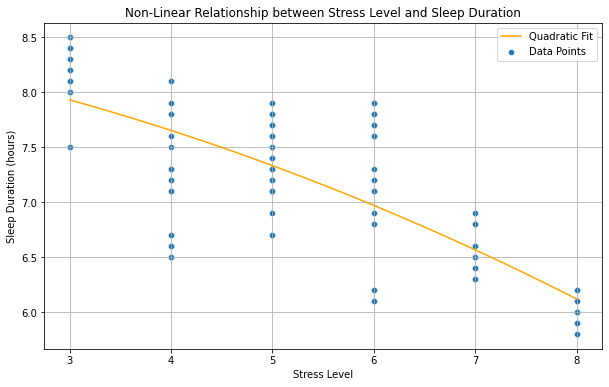 Non-Linear Relationship between Stress Level and Sleep Duration
Quadratic Fit
Data Points
Sleep Duration (hours)
8.5
8.0
7.5
7.0
6.5
6.0
3 4 5 6 7 8
Stress Level